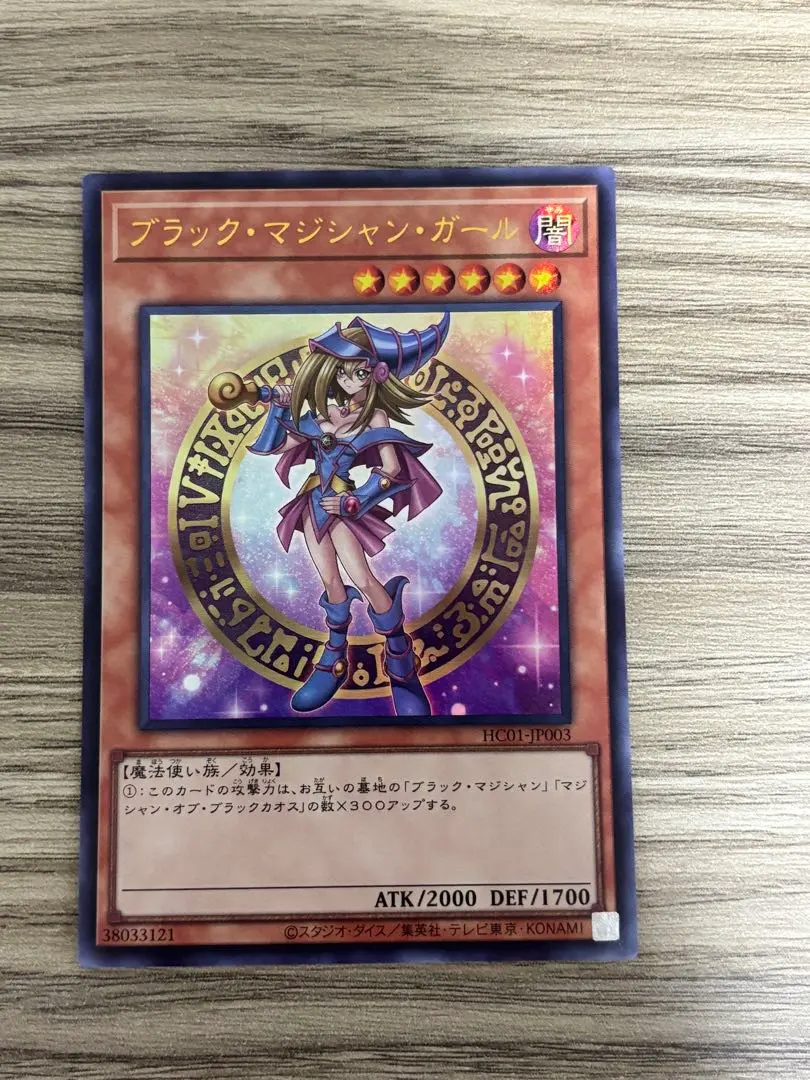 ブラック・マジシャン・ガール 闇
HC01-JP003
【魔法使い族／効果】
①：このカードの攻撃力は、お互いの墓地の「ブラック・マジシャン」「マジ
シャン・オブ・ブラックカオス」の数×３００アップする。
ATK/2000 DEF/1700
38033121 ©スタジオ・ダイス／集英社・テレビ東京・KONAMI